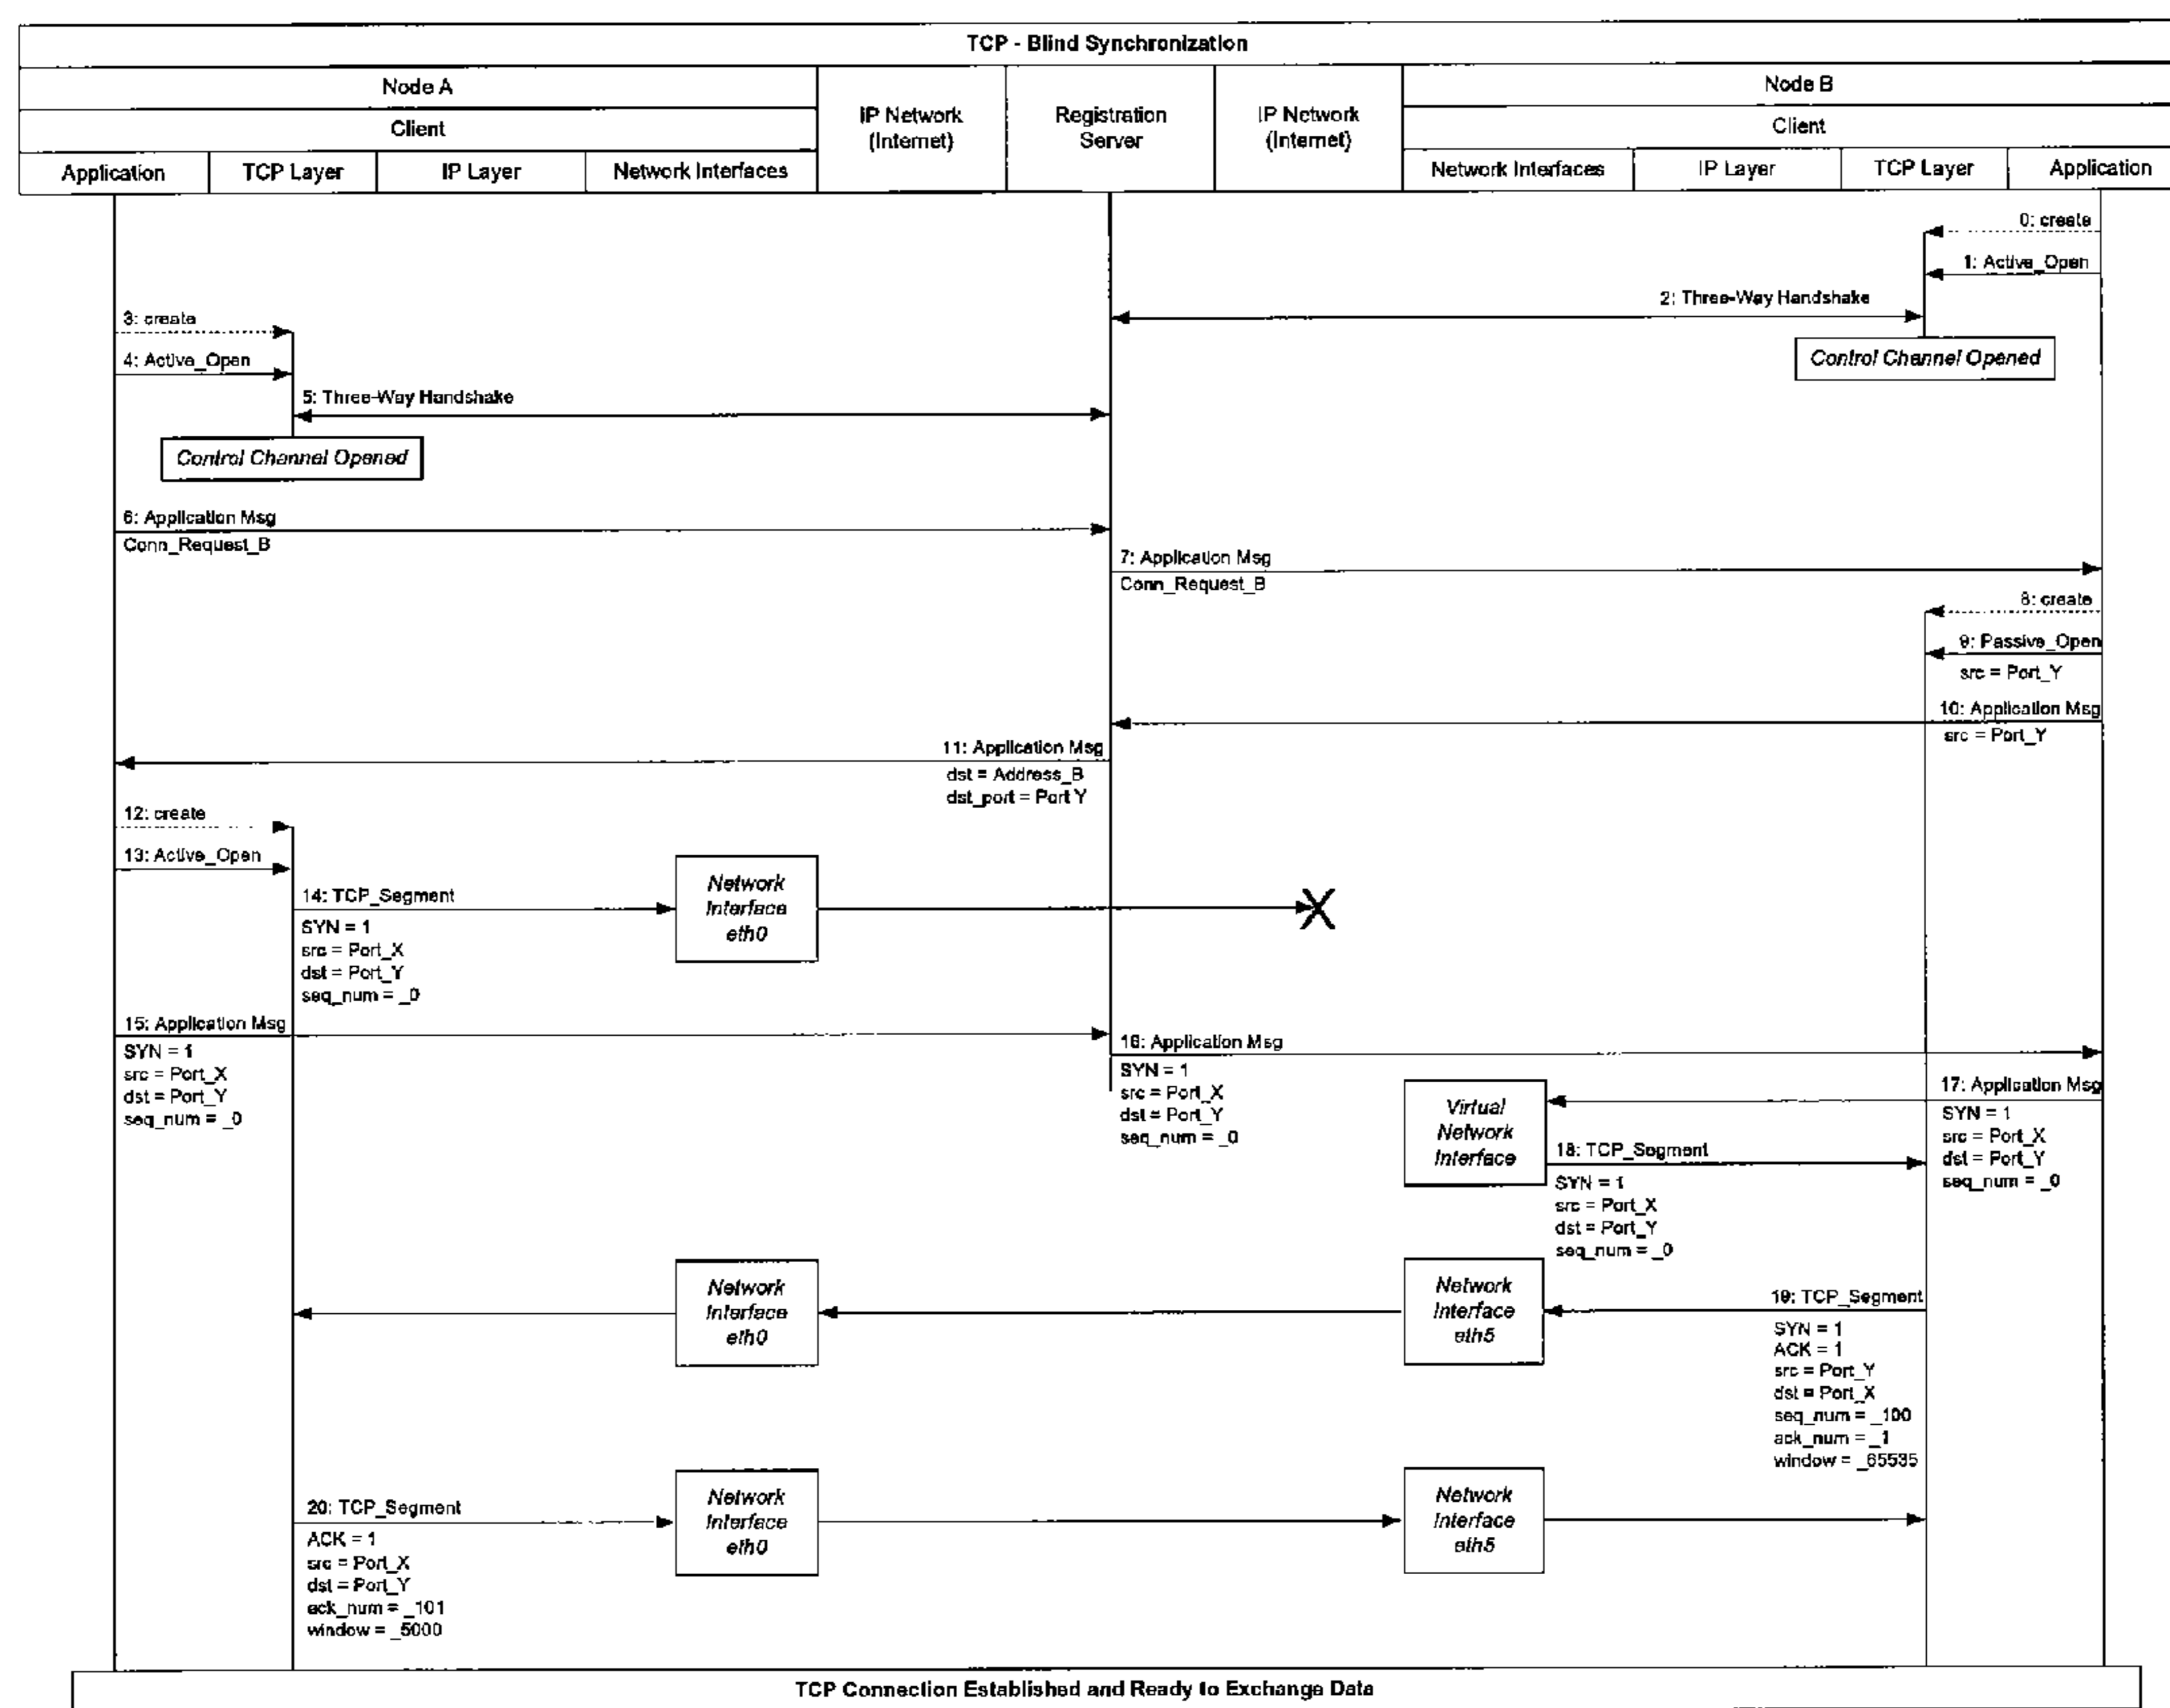 TCP - Blind Synchronization
Node A
Node B
Client
IP Network
(Internet)
Registration
Server
IP Network
(Internet)
Client
Application
TCP Layer
IP Layer
Network Interfaces
Network Interfaces
IP Layer
TCP Layer
Application
0: create
1: Active_Open
2: Three-Way Handshake
3: create
Control Channel Opened
4: Active_Open
5: Three-Way Handshake
Control Channel Opened
6: Application Msg
Conn_Request_B
7: Application Msg
Conn_Request_B
8: create
9: Passive_Open
src = Port_Y
10: Application Msg
src = Port_Y
11: Application Msg
dst = Address_B
dst_port = Port Y
12: create
13: Active_Open
14: TCP_Segment
SYN = 1
src = Port_X
dst = Port_Y
seq_num = _0
Network
Interface
eth0
X
15: Application Msg
SYN = 1
src = Port_X
dst = Port_Y
seq_num = _0
16: Application Msg
SYN = 1
src = Port_X
dst = Port_Y
seq_num = _0
17: Application Msg
SYN = 1
src = Port_X
dst = Port_Y
seq_num = _0
Virtual
Network
Interface
18: TCP_Segment
SYN = 1
src = Port_X
dst = Port_Y
seq_num = _0
Network
Interface
eth0
Network
Interface
eth5
19: TCP_Segment
SYN = 1
ACK = 1
src = Port_Y
dst = Port_X
seq_num = _100
ack_num = _1
window = _65535
20: TCP_Segment
ACK = 1
src = Port_X
dst = Port_Y
ack_num = _101
window = _5000
Network
Interface
eth0
Network
Interface
eth5
TCP Connection Established and Ready to Exchange Data